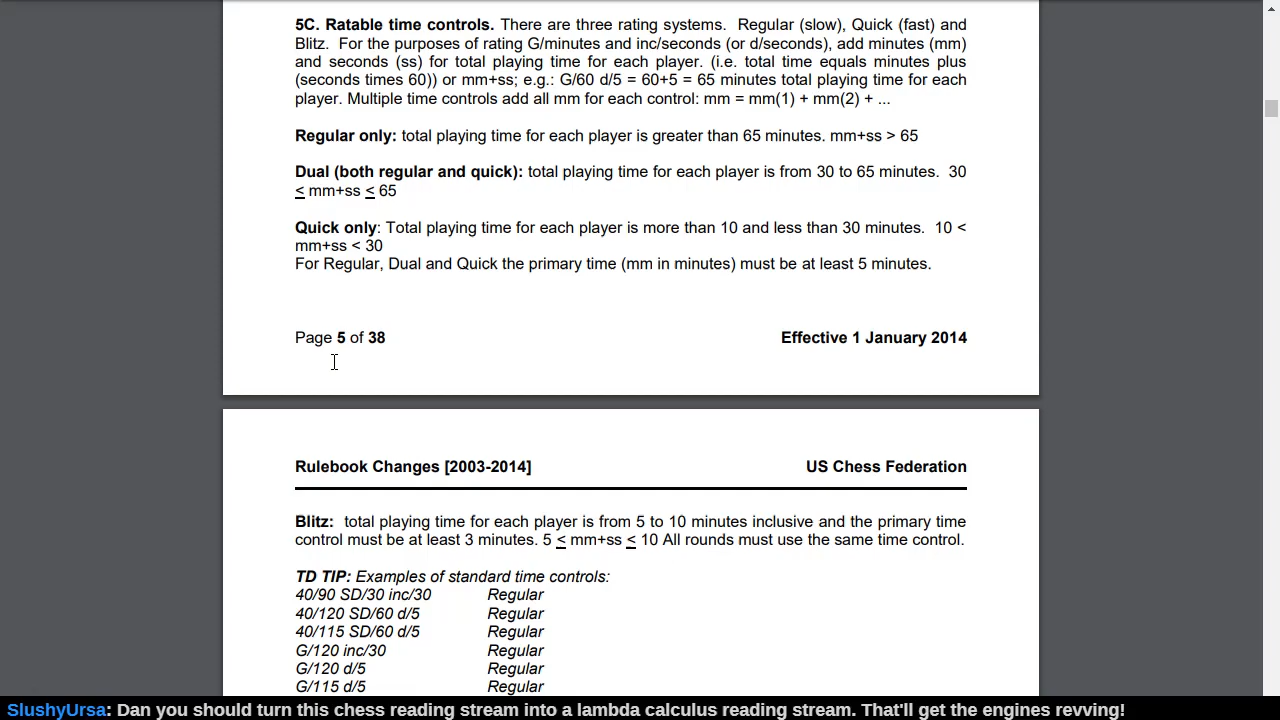 5C. Ratable time controls. There are three rating systems.  Regular (slow), Quick (fast) and
Blitz.  For the purposes of rating G/minutes and inc/seconds (or d/seconds), add minutes (mm)
and seconds (ss) for total playing time for each player. (i.e. total time equals minutes plus
(seconds times 60)) or mm+ss; e.g.: G/60 d/5 = 60+5 = 65 minutes total playing time for each
player. Multiple time controls add all mm for each control: mm = mm(1) + mm(2) + ...
Regular only: total playing time for each player is greater than 65 minutes. mm+ss > 65
Dual (both regular and quick): total playing time for each player is from 30 to 65 minutes.  30
≤ mm+ss ≤ 65
Quick only: Total playing time for each player is more than 10 and less than 30 minutes.  10 <
mm+ss < 30
For Regular, Dual and Quick the primary time (mm in minutes) must be at least 5 minutes.
Page 5 of 38 Effective 1 January 2014
Rulebook Changes [2003-2014] US Chess Federation
Blitz:  total playing time for each player is from 5 to 10 minutes inclusive and the primary time
control must be at least 3 minutes. 5 ≤ mm+ss ≤ 10 All rounds must use the same time control.
TD TIP: Examples of standard time controls:
40/90 SD/30 inc/30 Regular
40/120 SD/60 d/5 Regular
40/115 SD/60 d/5 Regular
G/120 inc/30 Regular
G/120 d/5 Regular
G/115 d/5 Regular
SlushyUrsa: Dan you should turn this chess reading stream into a lambda calculus reading stream. That'll get the engines revving!